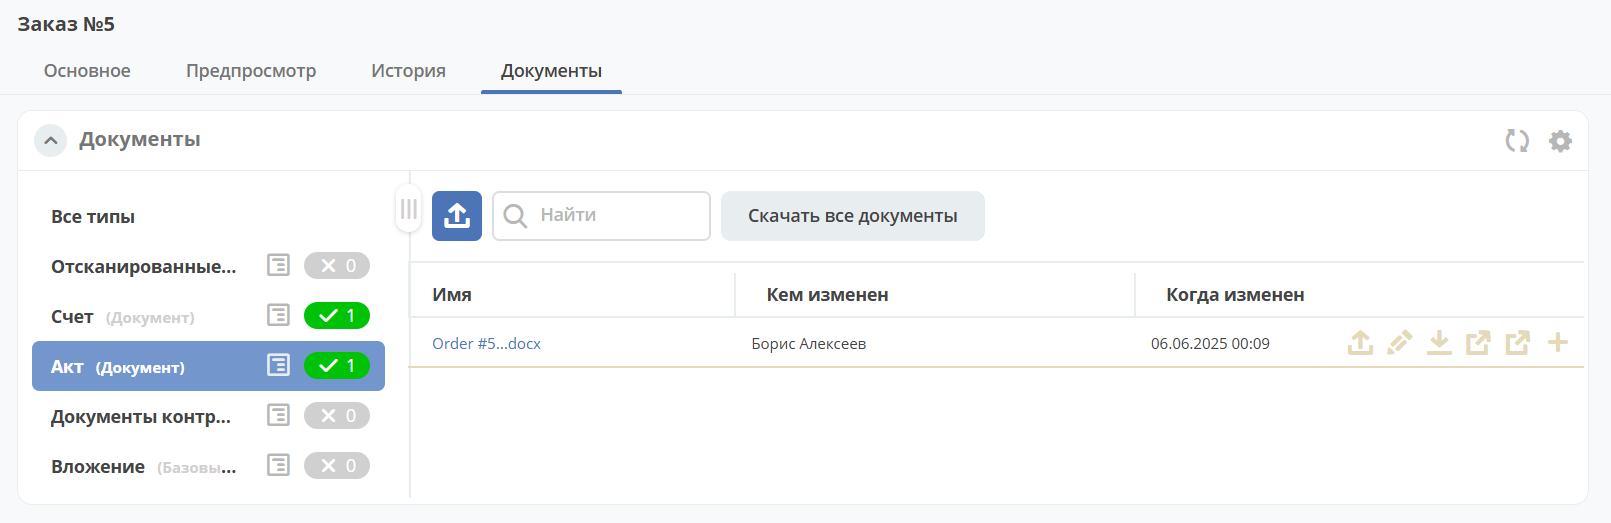 Заказ №5
Основное Предпросмотр История Документы
Документы
Все типы
Отсканированные... 0
Счет (Документ) 1
Акт (Документ) 1
Документы контр... 0
Вложение (Базовы... 0
Найти Скачать все документы
Имя Кем изменен Когда изменен
Order #5...docx Борис Алексеев 06.06.2025 00:09